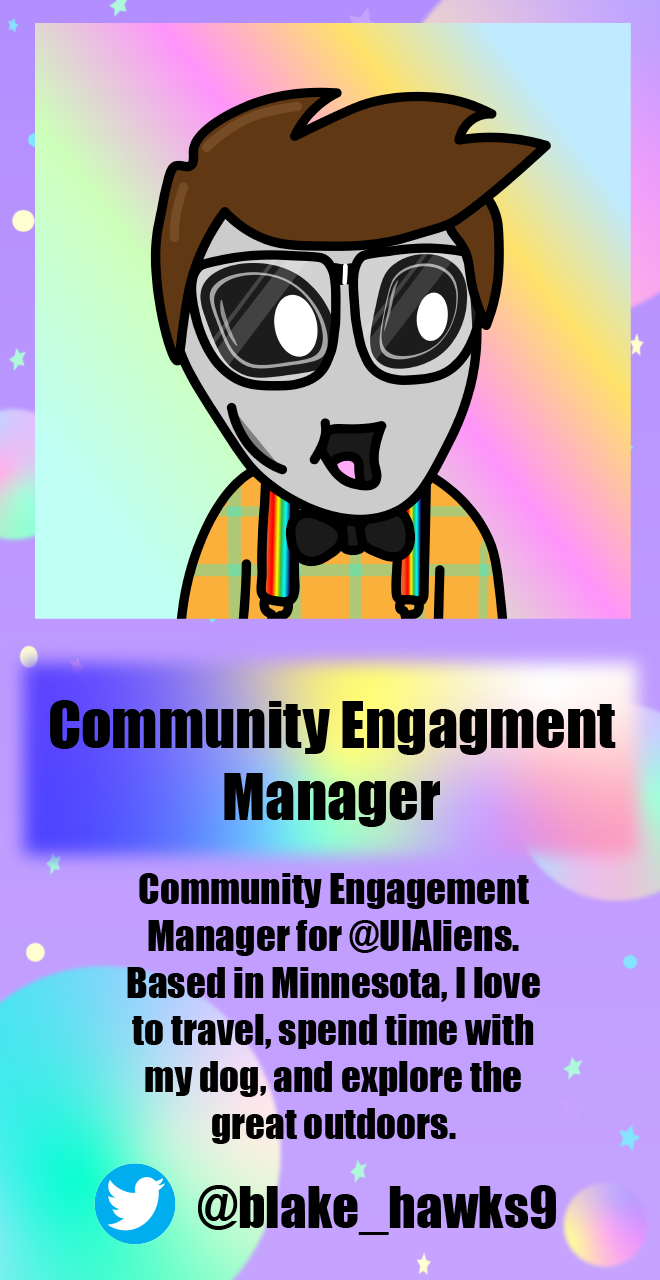 Community Engagment
Manager
Community Engagement
Manager for @UIAliens.
Based in Minnesota, I love
to travel, spend time with
my dog, and explore the
great outdoors.
@blake_hawks9